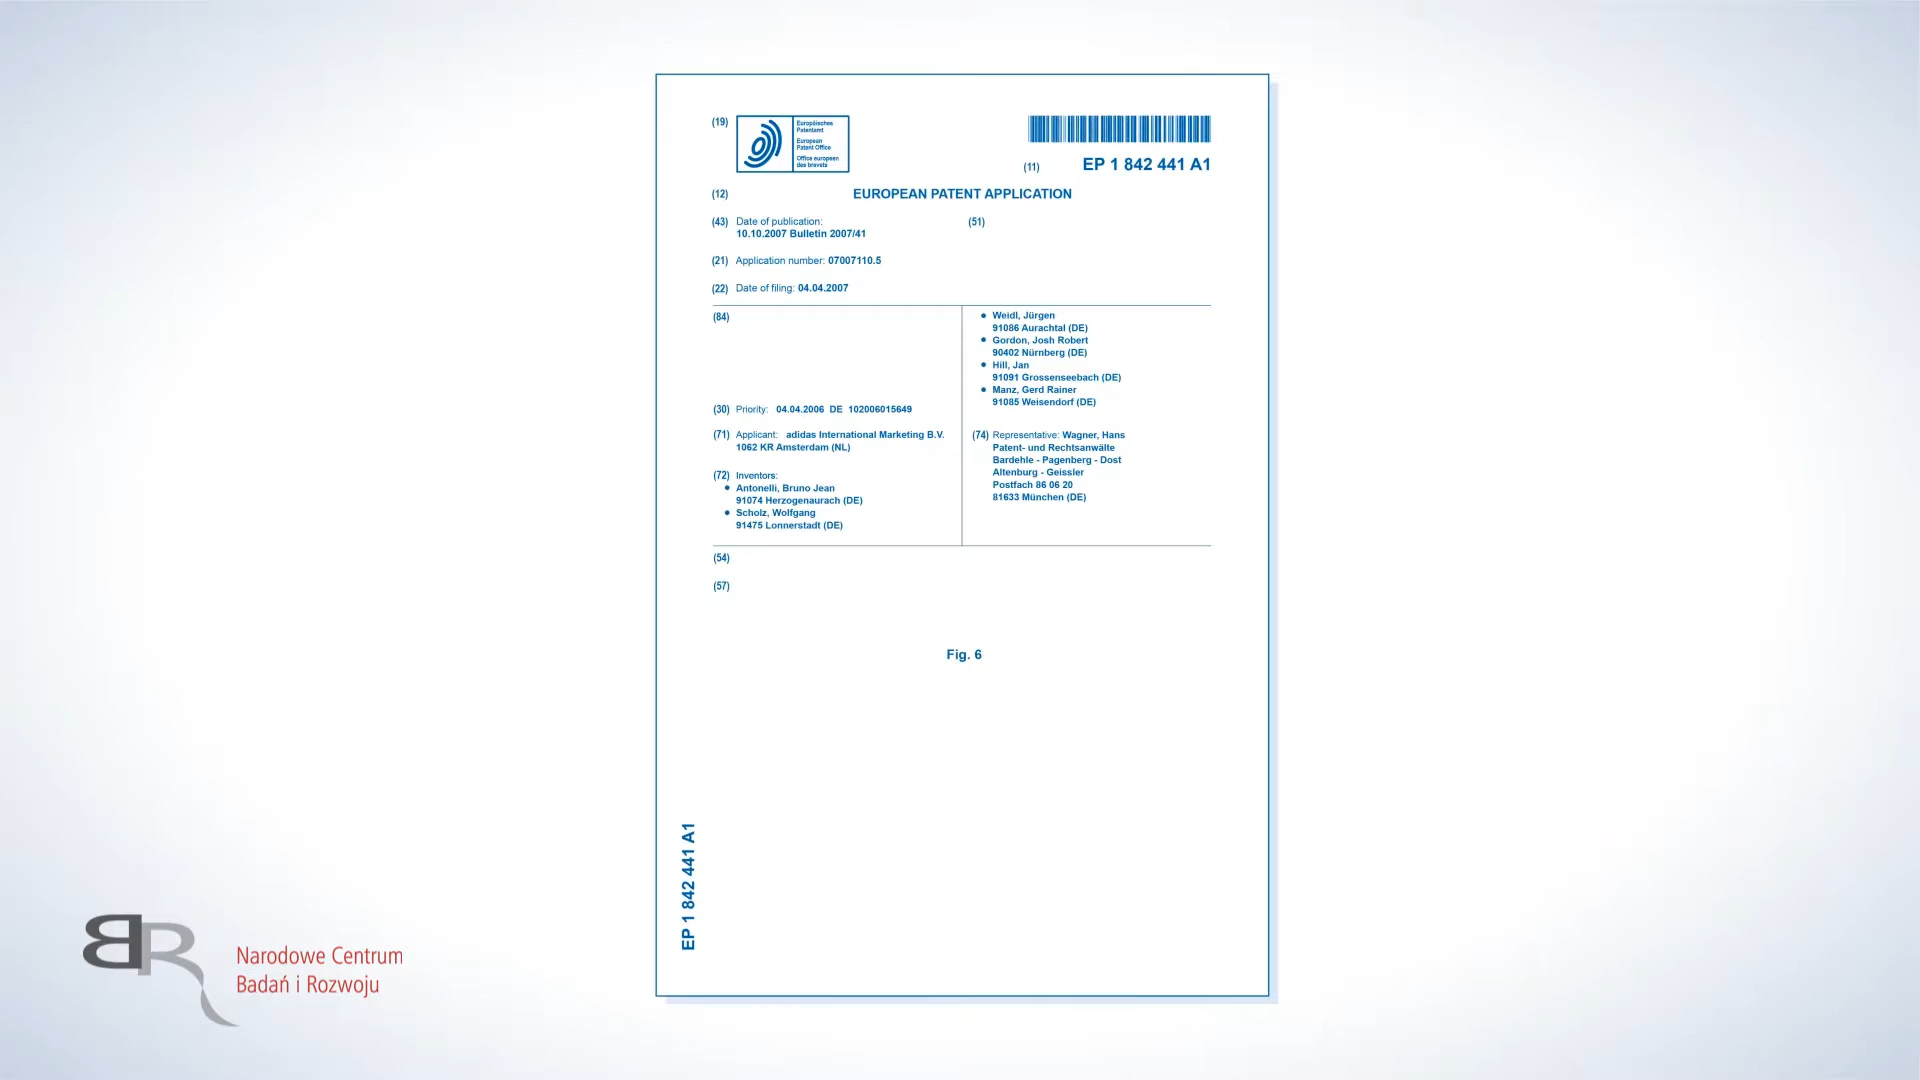 (19)
Europäisches
Patentamt
European
Patent Office
Office européen
des brevets
(11) EP 1 842 441 A1
(12) EUROPEAN PATENT APPLICATION
(43) Date of publication:
10.10.2007 Bulletin 2007/41
(51)
(21) Application number: 07007110.5
(22) Date of filing: 04.04.2007
(84)
(30) Priority: 04.04.2006 DE 102006015649
(71) Applicant: adidas International Marketing B.V.
1062 KR Amsterdam (NL)
(72) Inventors:
• Antonelli, Bruno Jean
91074 Herzogenaurach (DE)
• Scholz, Wolfgang
91475 Lonnerstadt (DE)
• Weidl, Jürgen
91086 Aurachtal (DE)
• Gordon, Josh Robert
90402 Nürnberg (DE)
• Hill, Jan
91091 Grossenseebach (DE)
• Manz, Gerd Rainer
91085 Weisendorf (DE)
(74) Representative: Wagner, Hans
Patent- und Rechtsanwälte
Bardehle - Pagenberg - Dost
Altenburg - Geissler
Postfach 86 06 20
81633 München (DE)
(54)
(57)
Fig. 6
EP 1 842 441 A1
BR
Narodowe Centrum
Badań i Rozwoju